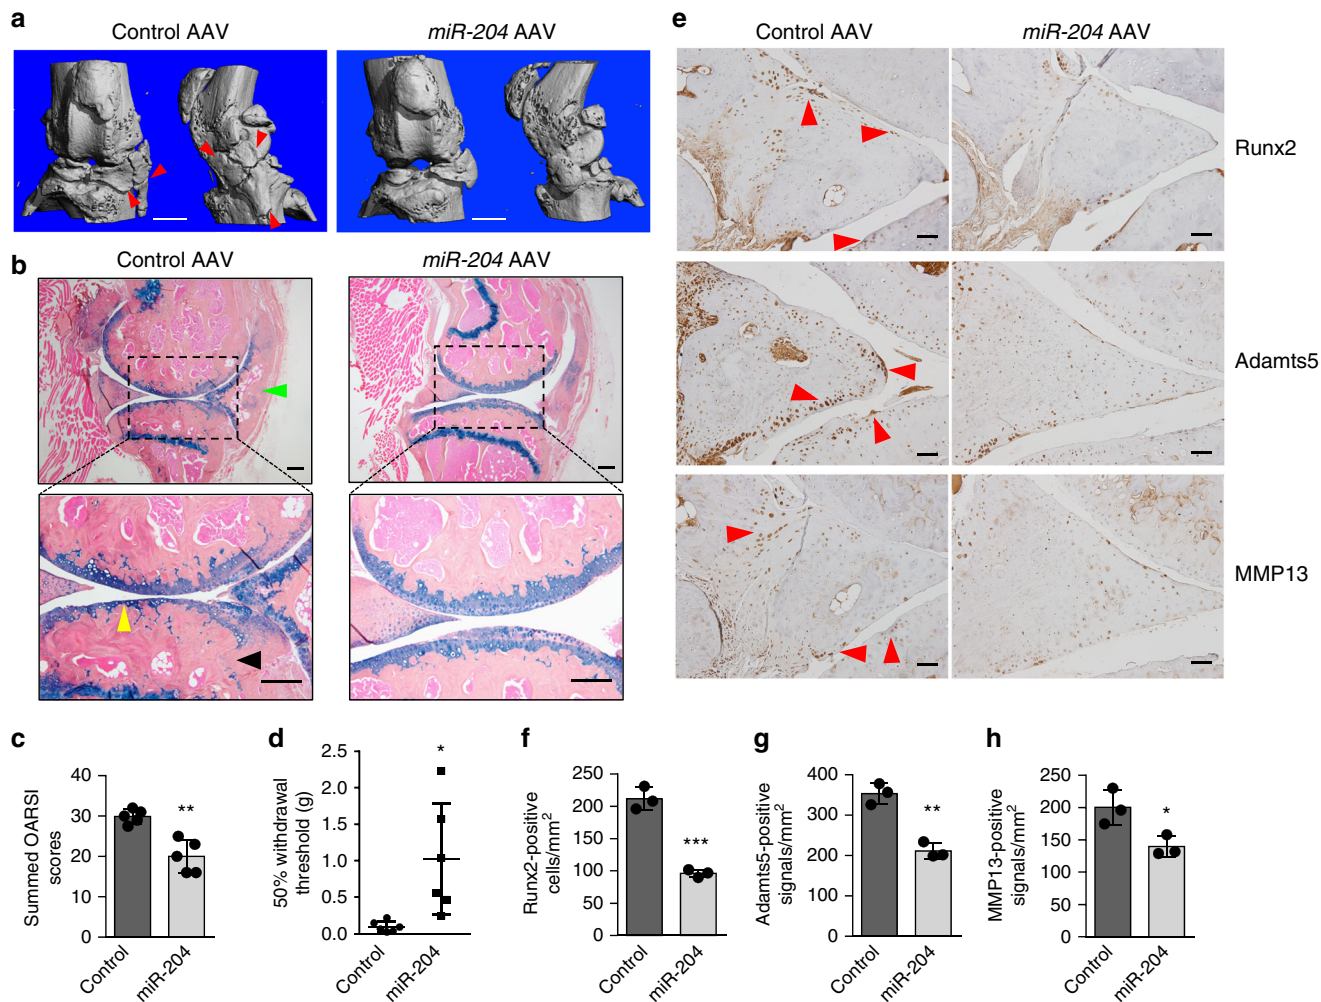 a
Control AAV
miR-204 AAV
b
Control AAV
miR-204 AAV
c
Summed OARSI
scores
40
30
20
10
0
**
Control
miR-204
d
50% withdrawal
threshold (g)
2.5
2.0
1.5
1.0
0.5
0.0
*
Control
miR-204
e
Control AAV
miR-204 AAV
Runx2
Adamts5
MMP13
f
Runx2-positive
cells/mm²
250
200
150
100
50
0
***
Control
miR-204
g
Adamts5-positive
signals/mm²
400
300
200
100
0
**
Control
miR-204
h
MMP13-positive
signals/mm²
250
200
150
100
50
0
*
Control
miR-204